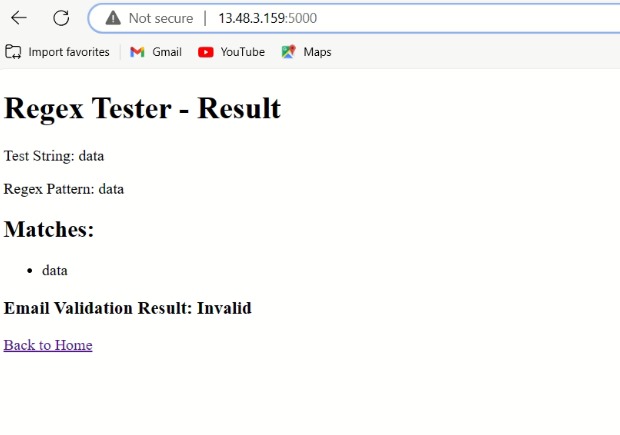 Not secure | 13.48.3.159:5000
Import favorites Gmail YouTube Maps
Regex Tester - Result
Test String: data
Regex Pattern: data
Matches:
• data
Email Validation Result: Invalid
Back to Home